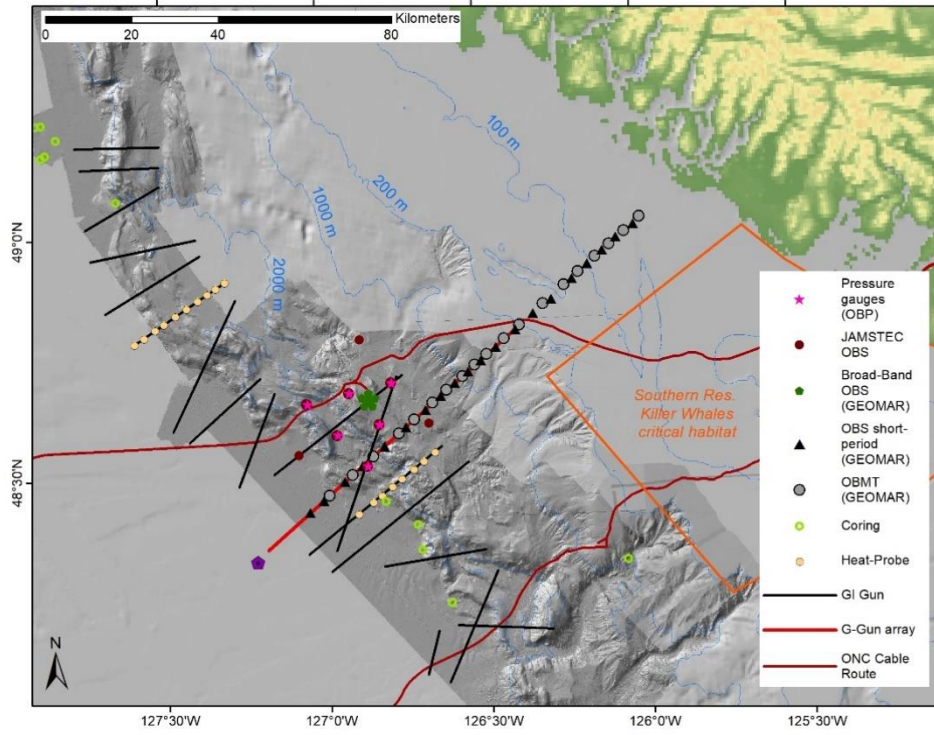 Kilometers
0 20 40 80
100 m
200 m
1000 m
2000 m
49°0'N
48°30'N
Southern Res.
Killer Whales
critical habitat
Pressure
gauges
(OBP)
JAMSTEC
OBS
Broad-Band
OBS
(GEOMAR)
OBS short-
period
(GEOMAR)
OBMT
(GEOMAR)
Coring
Heat-Probe
GI Gun
G-Gun array
ONC Cable
Route
N
127°30'W 127°0'W 126°30'W 126°0'W 125°30'W